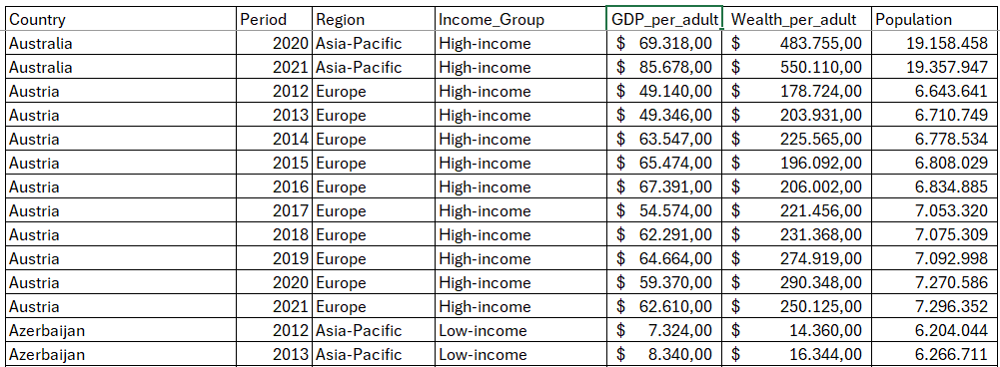 Country Period Region Income_Group GDP_per_adult Wealth_per_adult Population
Australia 2020 Asia-Pacific High-income $ 69.318,00 $ 483.755,00 19.158.458
Australia 2021 Asia-Pacific High-income $ 85.678,00 $ 550.110,00 19.357.947
Austria 2012 Europe High-income $ 49.140,00 $ 178.724,00 6.643.641
Austria 2013 Europe High-income $ 49.346,00 $ 203.931,00 6.710.749
Austria 2014 Europe High-income $ 63.547,00 $ 225.565,00 6.778.534
Austria 2015 Europe High-income $ 65.474,00 $ 196.092,00 6.808.029
Austria 2016 Europe High-income $ 67.391,00 $ 206.002,00 6.834.885
Austria 2017 Europe High-income $ 54.574,00 $ 221.456,00 7.053.320
Austria 2018 Europe High-income $ 62.291,00 $ 231.368,00 7.075.309
Austria 2019 Europe High-income $ 64.664,00 $ 274.919,00 7.092.998
Austria 2020 Europe High-income $ 59.370,00 $ 290.348,00 7.270.586
Austria 2021 Europe High-income $ 62.610,00 $ 250.125,00 7.296.352
Azerbaijan 2012 Asia-Pacific Low-income $ 7.324,00 $ 14.360,00 6.204.044
Azerbaijan 2013 Asia-Pacific Low-income $ 8.340,00 $ 16.344,00 6.266.711